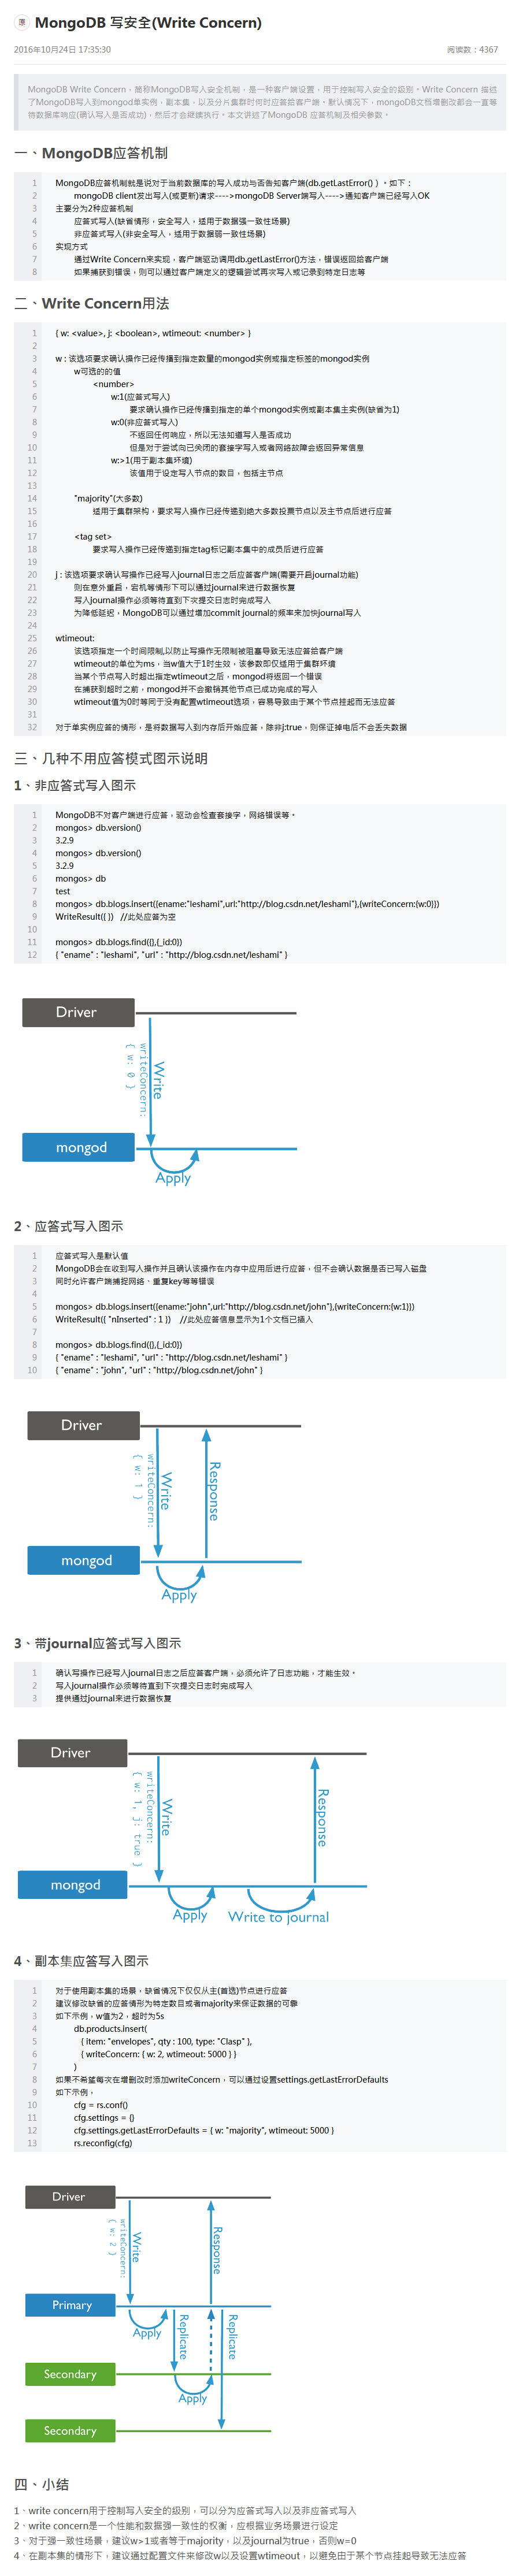 原 MongoDB 写安全(Write Concern)
2016年10月24日 17:35:30 阅读数：4367
MongoDB Write Concern，简称MongoDB写入安全机制，是一种客户端设置，用于控制写入安全的级别。Write Concern 描述
了MongoDB写入到mongod单实例，副本集，以及分片集群时何时应答给客户端。默认情况下，mongoDB文档增删改都会一直等
待数据库响应(确认写入是否成功)，然后才会继续执行。本文讲述了MongoDB 应答机制及相关参数。
一、MongoDB应答机制
1 MongoDB应答机制就是说对于当前数据库的写入成功与否告知客户端(db.getLastError() )。如下：
2 mongoDB client发出写入(或更新)请求---->mongoDB Server端写入---->通知客户端已经写入OK
3 主要分为2种应答机制
4 应答式写入(缺省情形，安全写入，适用于数据强一致性场景)
5 非应答式写入(非安全写入，适用于数据弱一致性场景)
6 实现方式
7 通过Write Concern来实现，客户端驱动调用db.getLastError()方法，错误返回给客户端
8 如果捕获到错误，则可以通过客户端定义的逻辑尝试再次写入或记录到特定日志等
二、Write Concern用法
1 { w: <value>, j: <boolean>, wtimeout: <number> }
2
3 w : 该选项要求确认操作已经传播到指定数量的mongod实例或指定标签的mongod实例
4 w可选的的值
5 <number>
6 w:1(应答式写入)
7 要求确认操作已经传播到指定的单个mongod实例或副本集主实例(缺省为1)
8 w:0(非应答式写入)
9 不返回任何响应，所以无法知道写入是否成功
10 但是对于尝试向已关闭的套接字写入或者网络故障会返回异常信息
11 w:>1(用于副本集环境)
12 该值用于设定写入节点的数目，包括主节点
13
14 "majority"(大多数)
15 适用于集群架构，要求写入操作已经传递到绝大多数投票节点以及主节点后进行应答
16
17 <tag set>
18 要求写入操作已经传递到指定tag标记副本集中的成员后进行应答
19
20 j : 该选项要求确认写操作已经写入journal日志之后应答客户端(需要开启journal功能)
21 则在意外重启，宕机等情形下可以通过journal来进行数据恢复
22 写入journal操作必须等待直到下次提交日志时完成写入
23 为降低延迟，MongoDB可以通过增加commit journal的频率来加快journal写入
24
25 wtimeout:
26 该选项指定一个时间限制,以防止写操作无限制被阻塞导致无法应答给客户端
27 wtimeout的单位为ms，当w值大于1时生效，该参数即仅适用于集群环境
28 当某个节点写入时超出指定wtimeout之后，mongod将返回一个错误
29 在捕获到超时之前，mongod并不会撤销其他节点已成功完成的写入
30 wtimeout值为0时等同于没有配置wtimeout选项，容易导致由于某个节点挂起而无法应答
31
32 对于单实例应答的情形，是将数据写入到内存后开始应答，除非j:true，则保证掉电后不会丢失数据
三、几种不用应答模式图示说明
1、非应答式写入图示
1 MongoDB不对客户端进行应答，驱动会检查套接字，网络错误等。
2 mongos> db.version()
3 3.2.9
4 mongos> db.version()
5 3.2.9
6 mongos> db
7 test
8 mongos> db.blogs.insert({ename:"leshami",url:"http://blog.csdn.net/leshami"},{writeConcern:{w:0}})
9 WriteResult({ }) //此处应答为空
10
11 mongos> db.blogs.find({},{_id:0})
12 { "ename" : "leshami", "url" : "http://blog.csdn.net/leshami" }
Driver
Write
writeConcern:
{ w: 0 }
mongod
Apply
2、应答式写入图示
1 应答式写入是默认值
2 MongoDB会在收到写入操作并且确认该操作在内存中应用后进行应答，但不会确认数据是否已写入磁盘
3 同时允许客户端捕捉网络、重复key等等错误
4
5 mongos> db.blogs.insert({ename:"john",url:"http://blog.csdn.net/john"},{writeConcern:{w:1}})
6 WriteResult({ "nInserted" : 1 }) //此处应答信息显示为1个文档已插入
7
8 mongos> db.blogs.find({},{_id:0})
9 { "ename" : "leshami", "url" : "http://blog.csdn.net/leshami" }
10 { "ename" : "john", "url" : "http://blog.csdn.net/john" }
Driver
Write
writeConcern:
{ w: 1 }
Response
mongod
Apply
3、带journal应答式写入图示
1 确认写操作已经写入journal日志之后应答客户端，必须允许了日志功能，才能生效。
2 写入journal操作必须等待直到下次提交日志时完成写入
3 提供通过journal来进行数据恢复
Driver
Write
writeConcern:
{ w: 1, j: true }
Response
mongod
Apply
Write to journal
4、副本集应答写入图示
1 对于使用副本集的场景，缺省情况下仅仅从主(首选)节点进行应答
2 建议修改缺省的应答情形为特定数目或者majority来保证数据的可靠
3 如下示例，w值为2，超时为5s
4 db.products.insert(
5 { item: "envelopes", qty : 100, type: "Clasp" },
6 { writeConcern: { w: 2, wtimeout: 5000 } }
7 )
8 如果不希望每次在增删改时添加writeConcern，可以通过设置settings.getLastErrorDefaults
9 如下示例，
10 cfg = rs.conf()
11 cfg.settings = {}
12 cfg.settings.getLastErrorDefaults = { w: "majority", wtimeout: 5000 }
13 rs.reconfig(cfg)
Driver
Write
writeConcern:
{ w: 2 }
Response
Primary
Apply
Replicate
Replicate
Secondary
Apply
Secondary
四、小结
1、write concern用于控制写入安全的级别，可以分为应答式写入以及非应答式写入
2、write concern是一个性能和数据强一致性的权衡，应根据业务场景进行设定
3、对于强一致性场景，建议w>1或者等于majority，以及journal为true，否则w=0
4、在副本集的情形下，建议通过配置文件来修改w以及设置wtimeout，以避免由于某个节点挂起导致无法应答